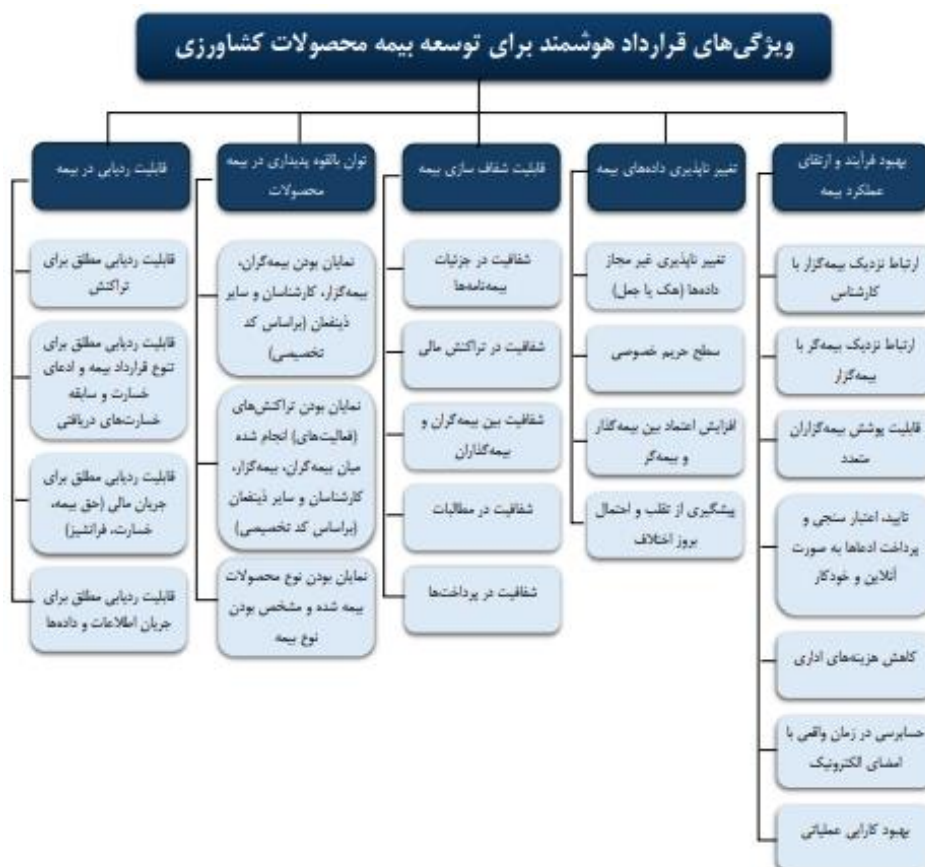 ویژگی‌های قرارداد هوشمند برای توسعه بیمه محصولات کشاورزی
بهبود فرآیند و ارتقای
عملکرد بیمه
ارتباط نزدیک بیمه‌گزار با
کارشناس
ارتباط نزدیک بیمه‌گر با
بیمه‌گزار
قابلیت پوشش بیمه‌گزاران
متعدد
تایید، اعتبار سنجی و
پرداخت ادعاها به صورت
آنلاین و خودکار
کاهش هزینه‌های اداری
حسابرسی در زمان واقعی با
امضای الکترونیک
بهبود کارایی عملیاتی
تغییر ناپذیری داده‌های بیمه
تغییر ناپذیری غیر مجاز
داده‌ها (هک یا جعل)
سطح حریم خصوصی
افزایش اعتماد بین بیمه‌گذار
و بیمه‌گر
پیشگیری از تقلب و احتمال
بروز اختلاف
قابلیت شفاف سازی بیمه
شفافیت در جزئیات
بیمه‌نامه‌ها
شفافیت در تراکنش مالی
شفافیت بین بیمه‌گران و
بیمه‌گذاران
شفافیت در مطالبات
شفافیت در پرداخت‌ها
توان بالقوه پدیداری در بیمه
محصولات
نمایان بودن بیمه‌گران،
بیمه‌گزار، کارشناسان و سایر
ذینفعان (براساس کد
تخصیصی)
نمایان بودن تراکنش‌های
(فعالیت‌های) انجام شده
میان بیمه‌گران، بیمه‌گزار،
کارشناسان و سایر ذینفعان
(براساس کد تخصیصی)
نمایان بودن نوع محصولات
بیمه شده و مشخص بودن
نوع بیمه
قابلیت ردیابی در بیمه
قابلیت ردیابی مطلق برای
تراکنش
قابلیت ردیابی مطلق برای
تنوع قرارداد بیمه و ادعای
خسارت و سابقه
خسارت‌های دریافتی
قابلیت ردیابی مطلق برای
جریان مالی (حق بیمه،
خسارت، فرانشیز)
قابلیت ردیابی مطلق برای
جریان اطلاعات و داده‌ها